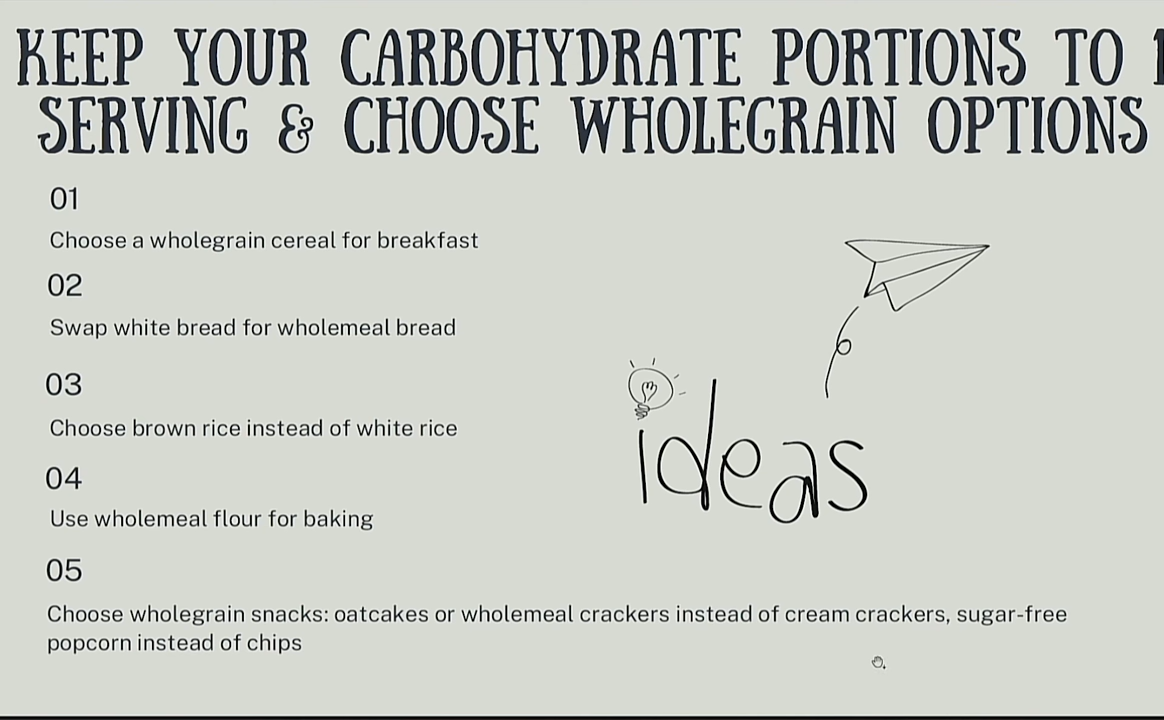 KEEP YOUR CARBOHYDRATE PORTIONS TO 1
SERVING & CHOOSE WHOLEGRAIN OPTIONS
01
Choose a wholegrain cereal for breakfast
02
Swap white bread for wholemeal bread
03
Choose brown rice instead of white rice
04
Use wholemeal flour for baking
05
Choose wholegrain snacks: oatcakes or wholemeal crackers instead of cream crackers, sugar-free
popcorn instead of chips
ideas